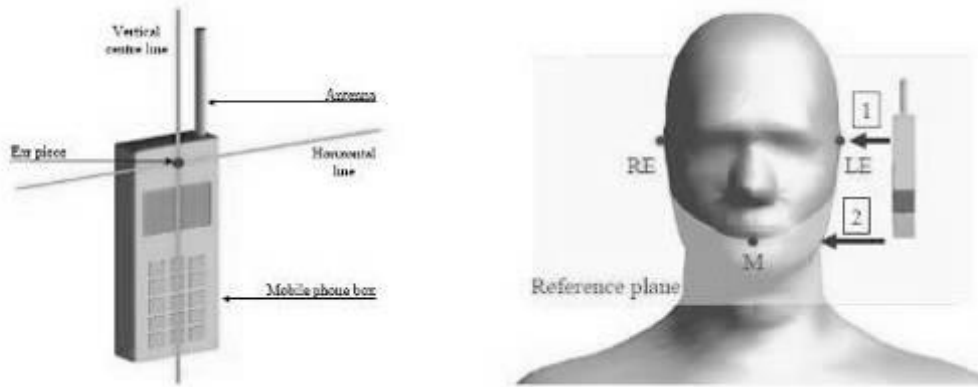 Vertical
centre line
Antenna
Ear piece
Horizontal
line
Mobile phone box
1
RE
LE
2
M
Reference plane